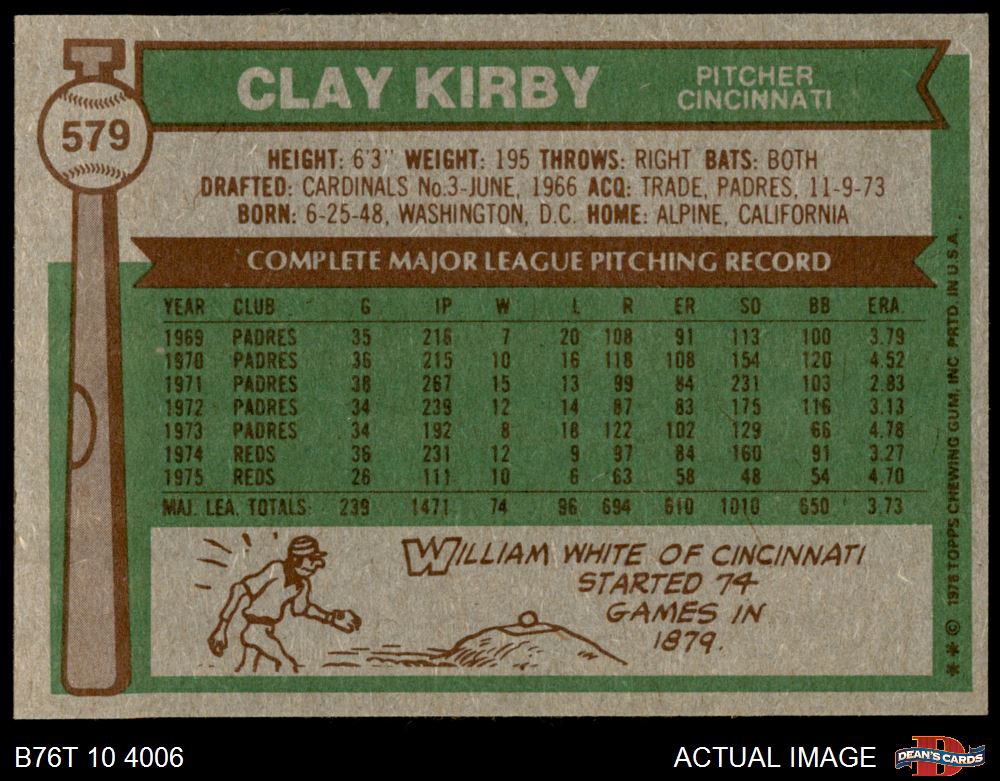 579
CLAY KIRBY
PITCHER
CINCINNATI
HEIGHT: 6'3" WEIGHT: 195 THROWS: RIGHT BATS: BOTH
DRAFTED: CARDINALS No.3-JUNE, 1966 ACQ: TRADE, PADRES, 11-9-73
BORN: 6-25-48, WASHINGTON, D.C. HOME: ALPINE, CALIFORNIA
COMPLETE MAJOR LEAGUE PITCHING RECORD
YEAR CLUB G IP W L R ER SO BB ERA
1969 PADRES 35 216 7 20 108 91 113 100 3.79
1970 PADRES 36 215 10 16 118 108 154 120 4.52
1971 PADRES 38 267 15 13 99 84 231 103 2.83
1972 PADRES 34 239 12 14 87 83 175 116 3.13
1973 PADRES 34 192 8 18 122 102 129 66 4.78
1974 REDS 36 231 12 9 97 84 160 91 3.27
1975 REDS 26 111 10 6 63 58 48 54 4.70
MAJ. LEA. TOTALS 239 1471 74 96 694 610 1010 650 3.73
WILLIAM WHITE OF CINCINNATI
STARTED 74
GAMES IN
1879.
** © 1976 TOPPS CHEWING GUM, INC. PRTD. IN U.S.A.
B76T 10 4006
ACTUAL IMAGE
DEAN'S CARDS